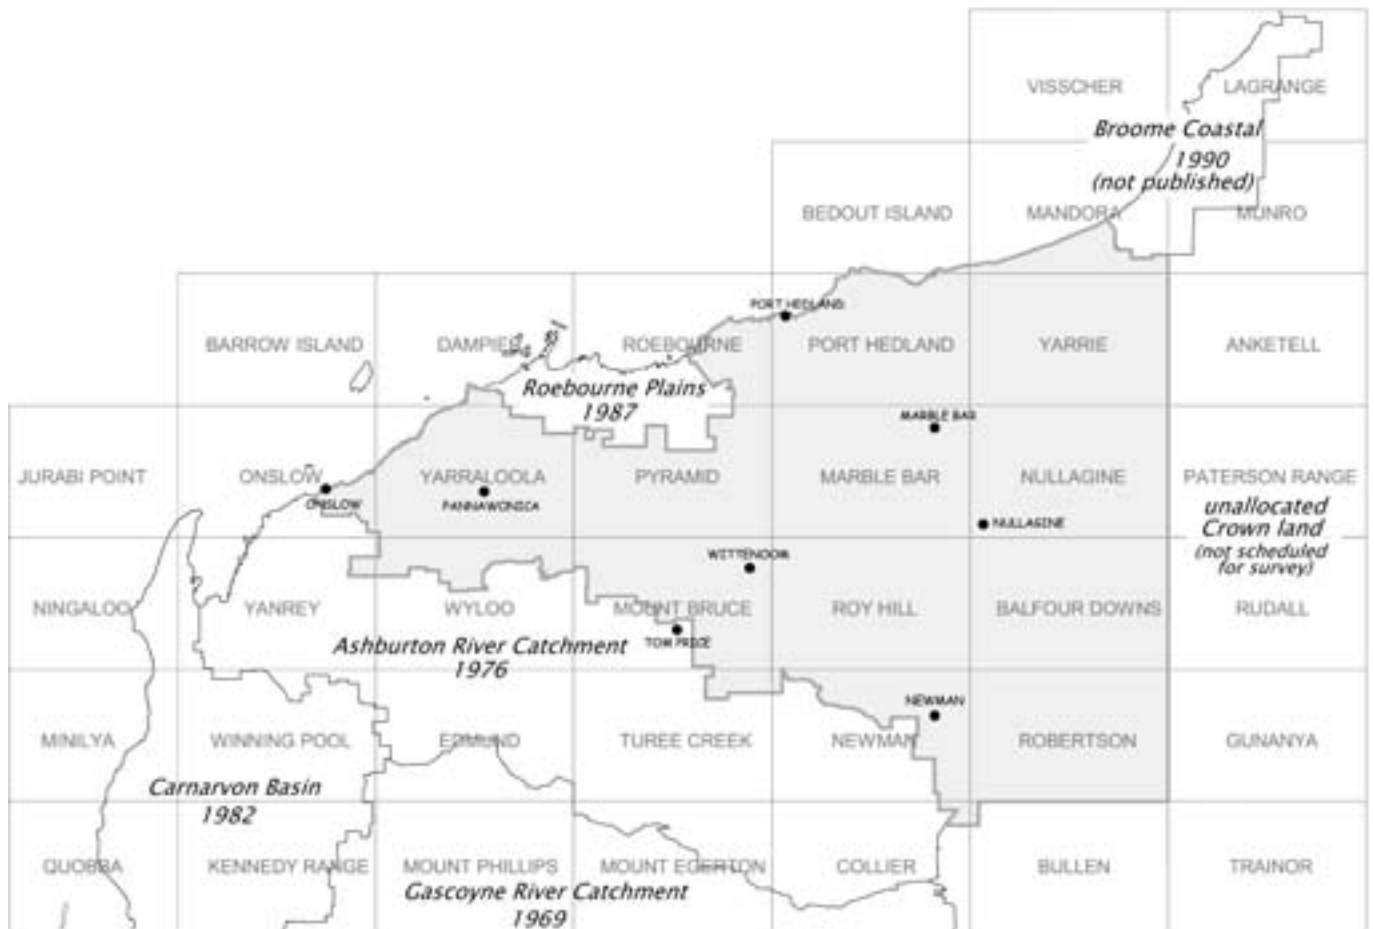 VISSCHER
LAGRANGE
Broome Coastal
1990
(not published)
BEDOUT ISLAND
MANDORA
MUNRO
PORT HEDLAND
BARROW ISLAND
DAMPIER
ROEBOURNE
PORT HEDLAND
YARRIE
ANKETELL
Roebourne Plains
1987
MARBLE BAR
JURABI POINT
ONSLOW
YARRALOOLA
PYRAMID
MARBLE BAR
NULLAGINE
PATERSON RANGE
ONSLOW
PANNAWONICA
unallocated
Crown land
(not scheduled
for survey)
NULLAGINE
WITTENOOM
NINGALOO
YANREY
WYLOO
MOUNT BRUCE
ROY HILL
BALFOUR DOWNS
RUDALL
TOM PRICE
Ashburton River Catchment
1976
NEWMAN
MINILYA
WINNING POOL
EDMUND
TUREE CREEK
NEWMAN
ROBERTSON
GUNANYA
Carnarvon Basin
1982
QUOBBA
KENNEDY RANGE
MOUNT PHILLIPS
MOUNT EGERTON
COLLIER
BULLEN
TRAINOR
Gascoyne River Catchment
1969